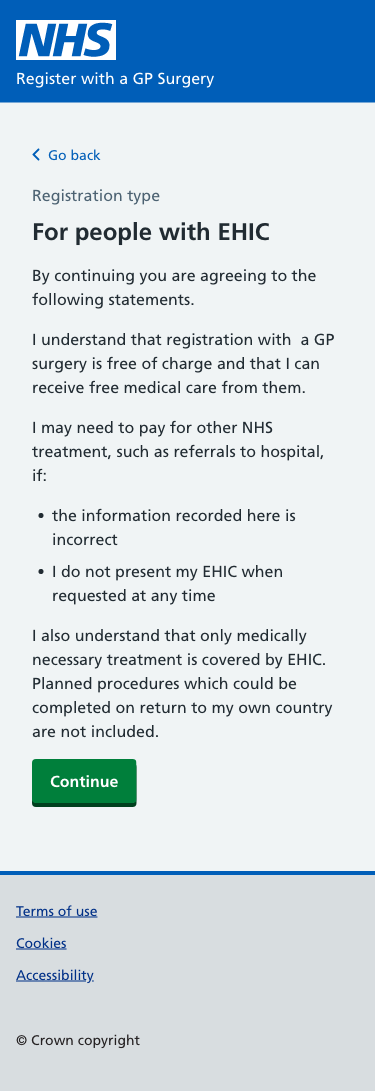 NHS
Register with a GP Surgery
Go back
Registration type
For people with EHIC
By continuing you are agreeing to the
following statements.
I understand that registration with  a GP
surgery is free of charge and that I can
receive free medical care from them.
I may need to pay for other NHS
treatment, such as referrals to hospital,
if:
• the information recorded here is
incorrect
• I do not present my EHIC when
requested at any time
I also understand that only medically
necessary treatment is covered by EHIC.
Planned procedures which could be
completed on return to my own country
are not included.
Continue
Terms of use
Cookies
Accessibility
© Crown copyright